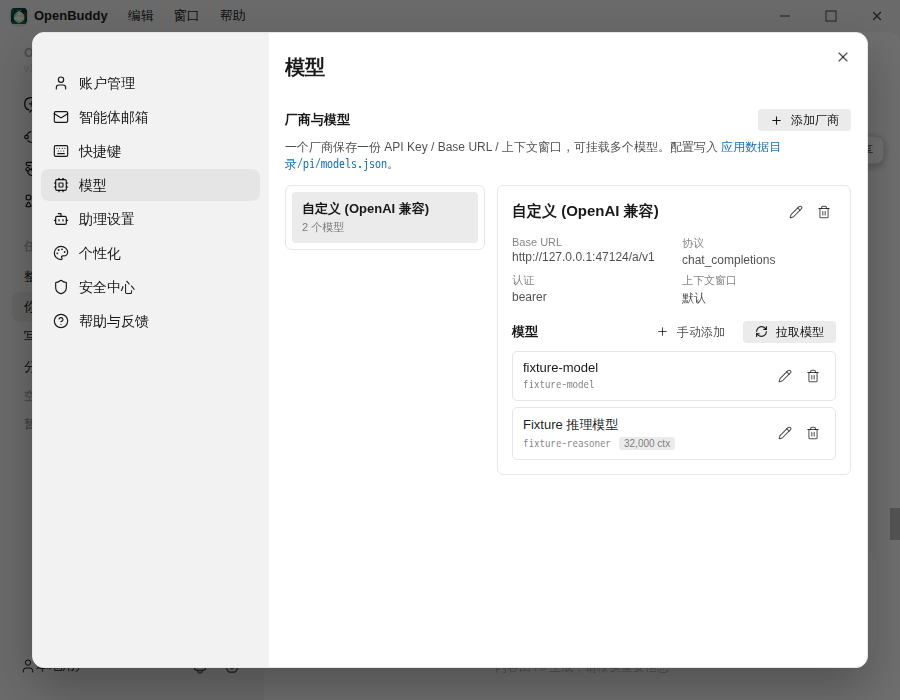 OpenBuddy 编辑 窗口 帮助
账户管理
智能体邮箱
快捷键
模型
助理设置
个性化
安全中心
帮助与反馈
模型
厂商与模型
添加厂商
一个厂商保存一份 API Key / Base URL / 上下文窗口，可挂载多个模型。配置写入 应用数据目
录/pi/models.json。
自定义 (OpenAI 兼容)
2 个模型
自定义 (OpenAI 兼容)
Base URL
http://127.0.0.1:47124/a/v1
协议
chat_completions
认证
bearer
上下文窗口
默认
模型
手动添加
拉取模型
fixture-model
fixture-model
Fixture 推理模型
fixture-reasoner 32,000 ctx